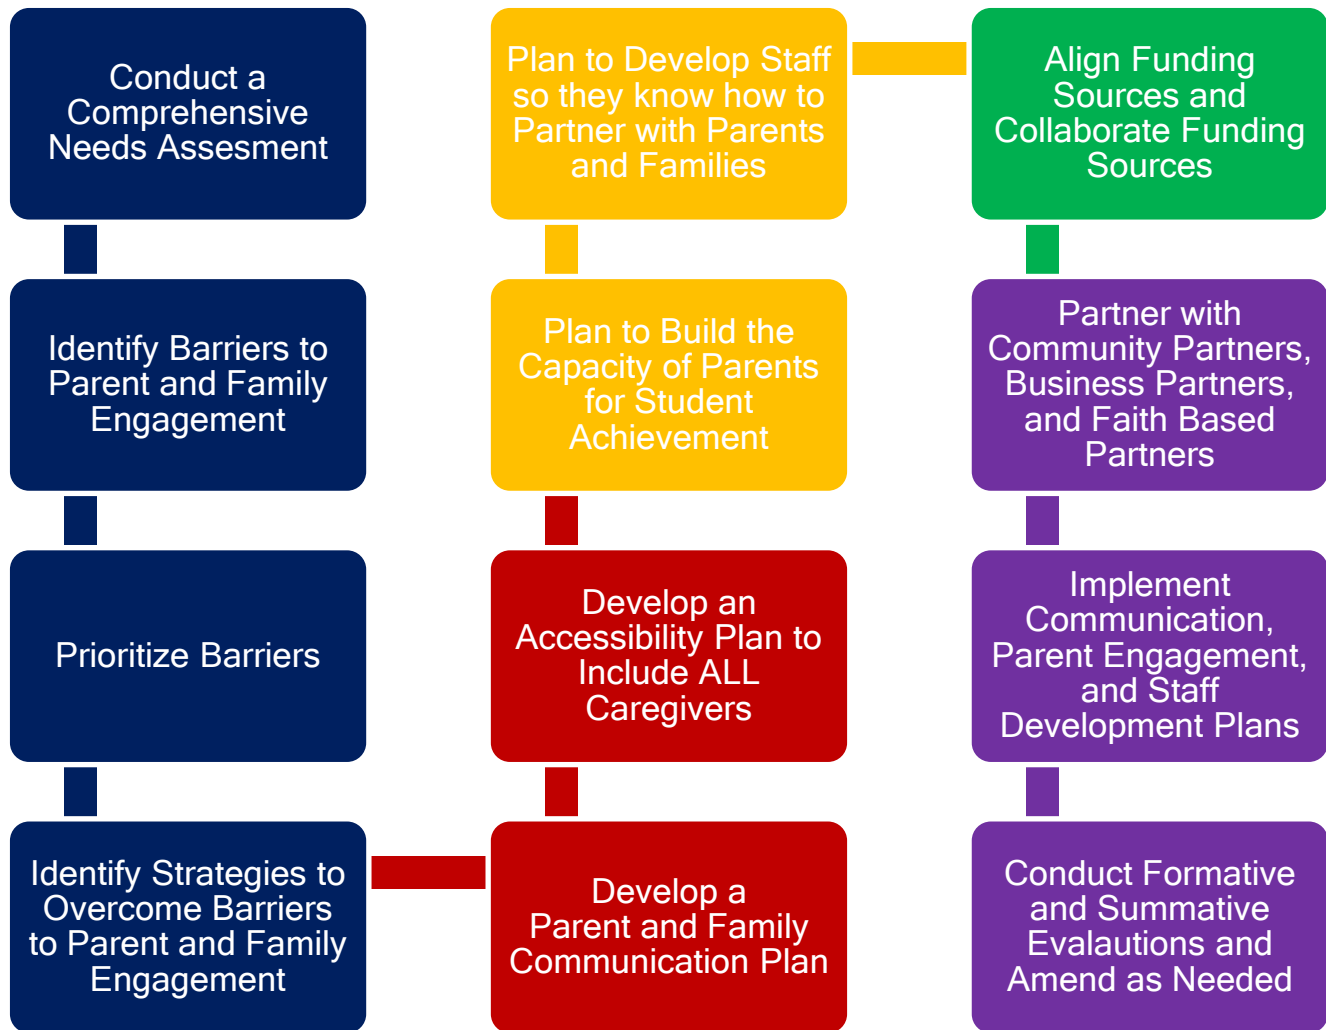 Conduct a
Comprehensive
Needs Assesment
Identify Barriers to
Parent and Family
Engagement
Prioritize Barriers
Identify Strategies to
Overcome Barriers
to Parent and Family
Engagement
Develop a
Parent and Family
Communication Plan
Develop an
Accessibility Plan to
Include ALL
Caregivers
Plan to Build the
Capacity of Parents
for Student
Achievement
Plan to Develop Staff
so they know how to
Partner with Parents
and Families
Align Funding
Sources and
Collaborate Funding
Sources
Partner with
Community Partners,
Business Partners,
and Faith Based
Partners
Implement
Communication,
Parent Engagement,
and Staff
Development Plans
Conduct Formative
and Summative
Evalautions and
Amend as Needed